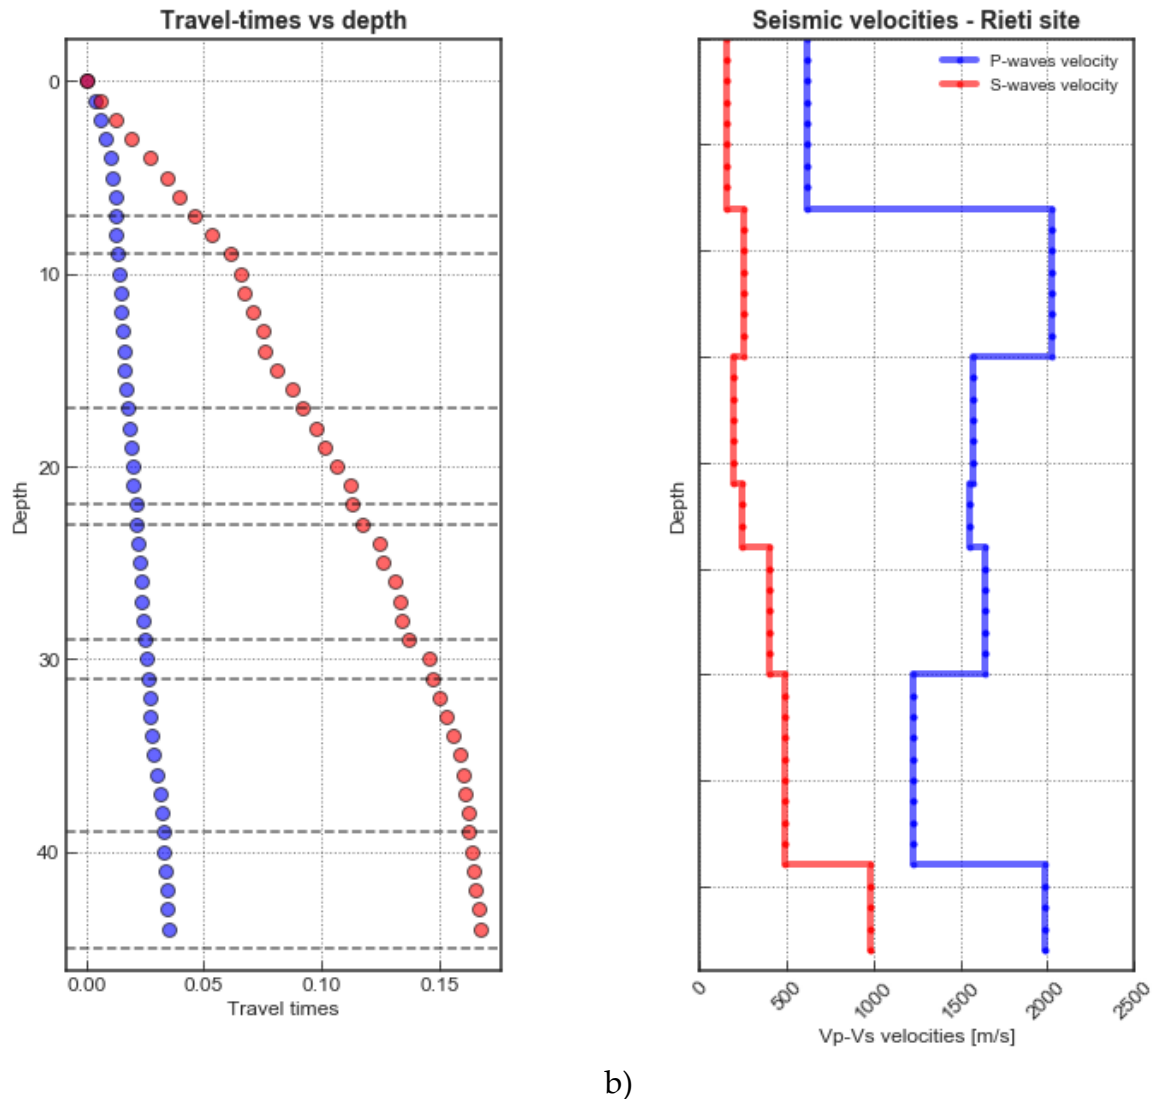 Travel-times vs depth
0
10
20
30
40
Depth
0.00 0.05 0.10 0.15
Travel times
Seismic velocities - Rieti site
P-waves velocity
S-waves velocity
Depth
0 500 1000 1500 2000 2500
Vp-Vs velocities [m/s]
b)